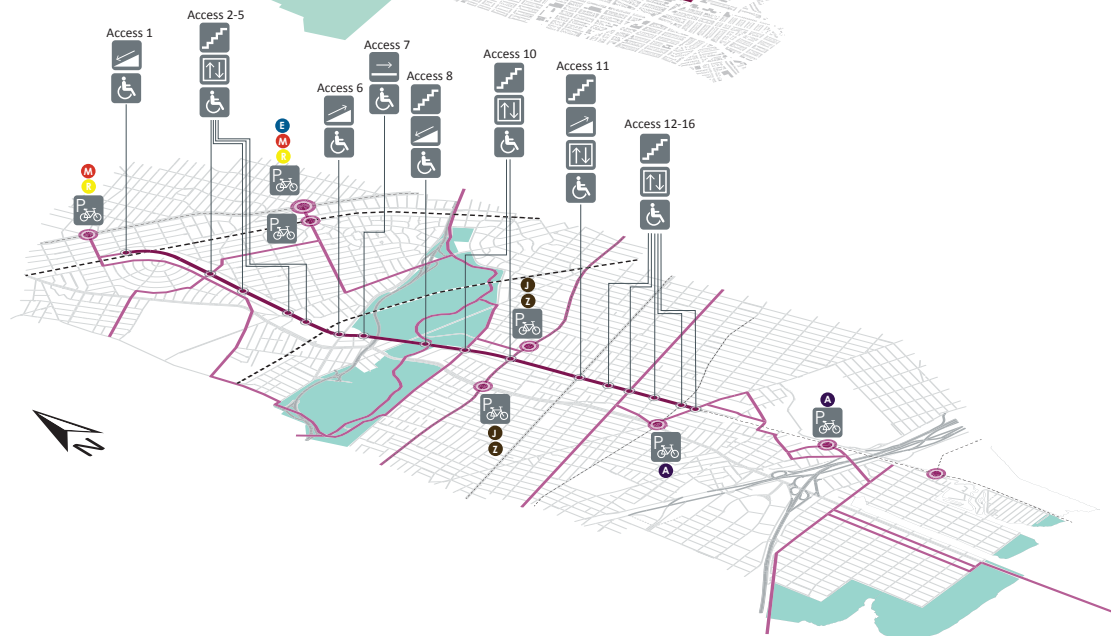 Access 2-5
Access 1
Access 7
Access 10
Access 8
Access 11
Access 6
Access 12-16
E
M
R
P
P
M
R
P
J
Z
P
P
J
Z
P
A
A
P
N